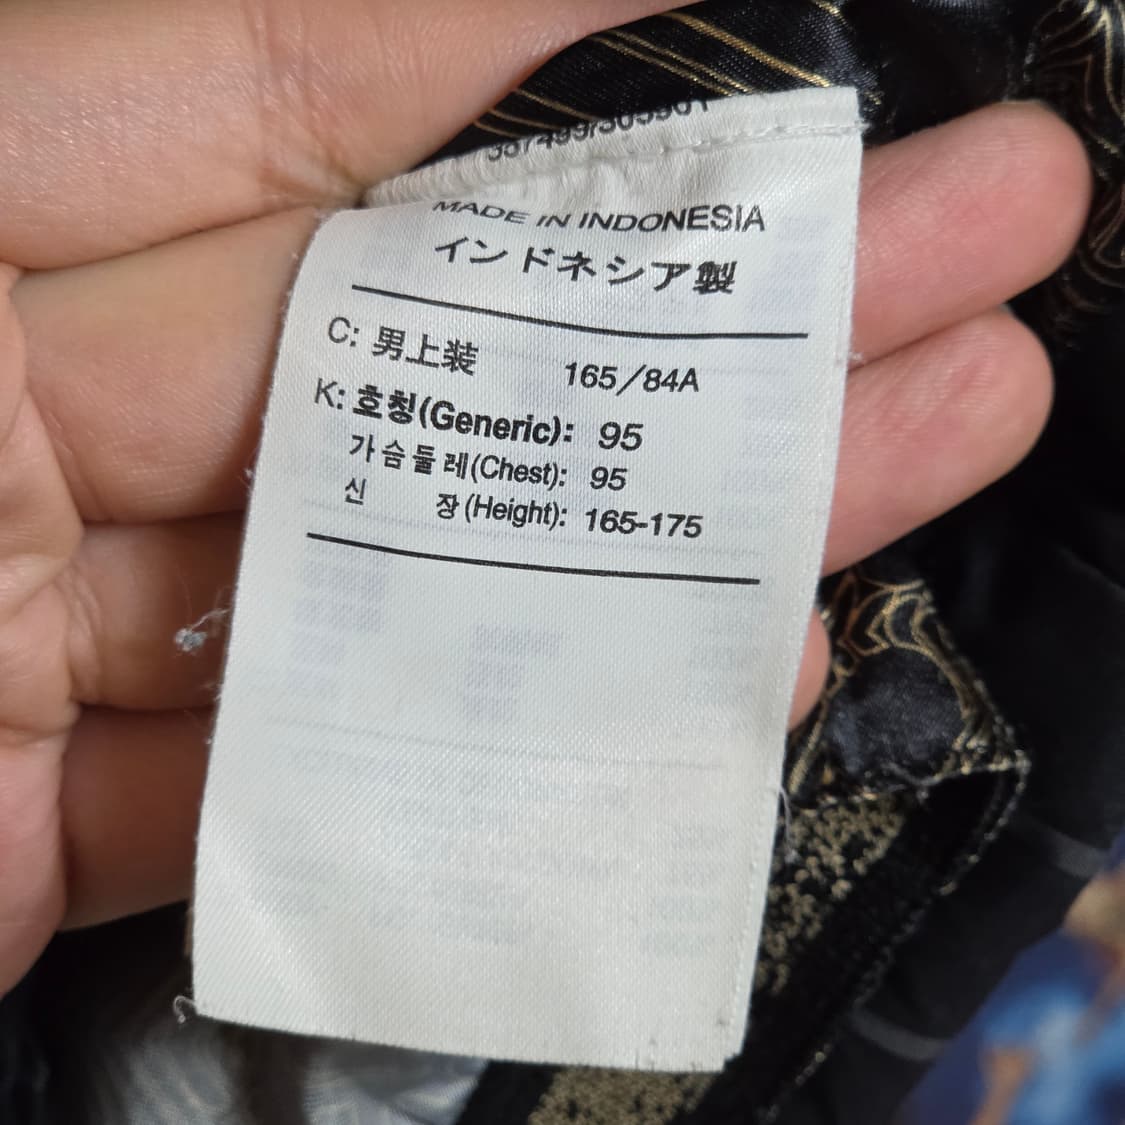 MADE IN INDONESIA
インドネシア製
C: 男上装 165/84A
K: 호칭(Generic): 95
가슴둘레(Chest): 95
신 장(Height): 165-175